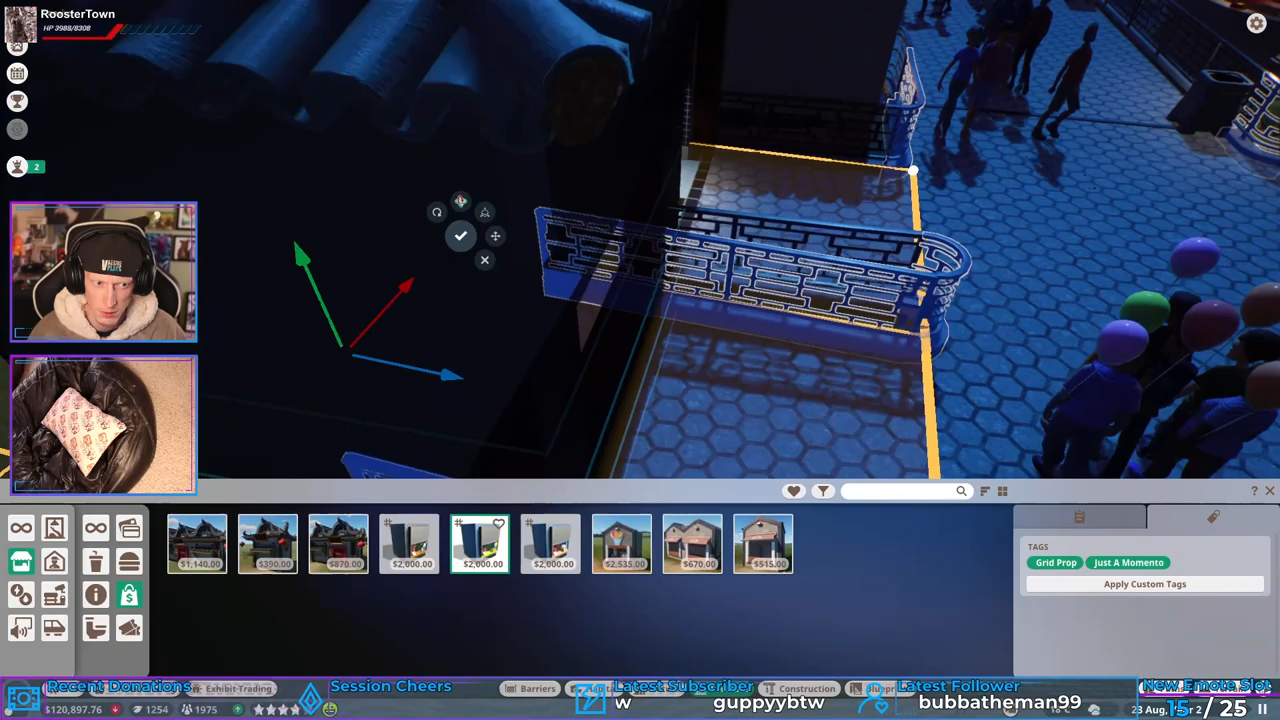 RoosterTown
HP 3988/8308
2
$1,140.00
$390.00
$870.00
$2,000.00
$2,000.00
$2,000.00
$2,535.00
$670.00
$515.00
TAGS
Grid Prop
Just A Momento
Apply Custom Tags
Recent Donations
Exhibit Trading
Session Cheers
Barriers
Latest Subscriber
w guppyybtw
Construction
Latest Follower
bubbatheman99
New Emote Slot
15 / 25
$120,897.76
1254
1975